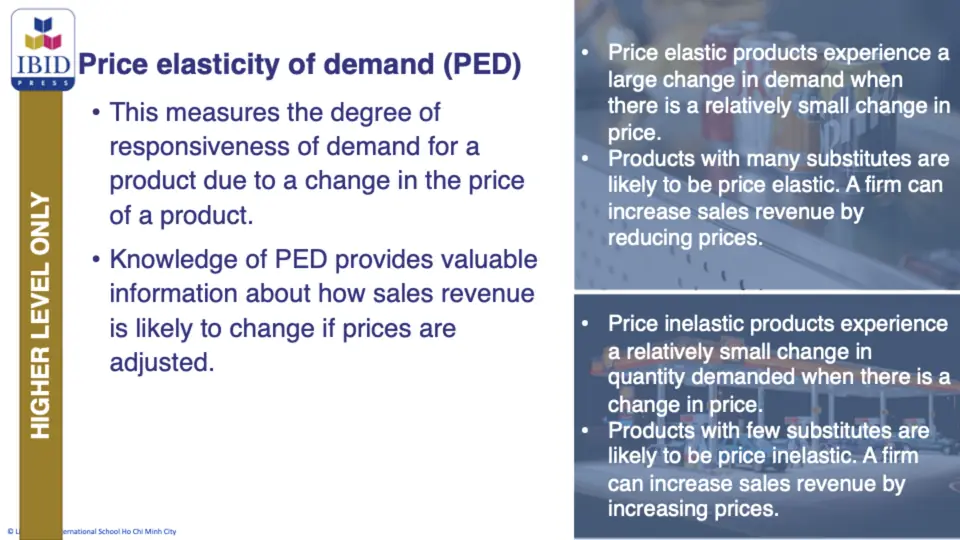 IBID
PRESS
HIGHER LEVEL ONLY
Price elasticity of demand (PED)
• This measures the degree of
responsiveness of demand for a
product due to a change in the price
of a product.
• Knowledge of PED provides valuable
information about how sales revenue
is likely to change if prices are
adjusted.
• Price elastic products experience a
large change in demand when
there is a relatively small change in
price.
• Products with many substitutes are
likely to be price elastic. A firm can
increase sales revenue by
reducing prices.
• Price inelastic products experience
a relatively small change in
quantity demanded when there is a
change in price.
• Products with few substitutes are
likely to be price inelastic. A firm
can increase sales revenue by
increasing prices.
© International School Ho Chi Minh City